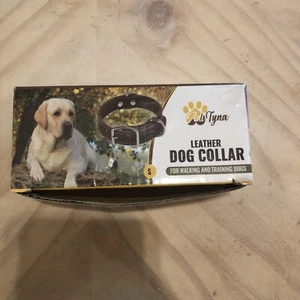 Tyna
LEATHER
DOG COLLAR
FOR WALKING AND TRAINING DOGS
S